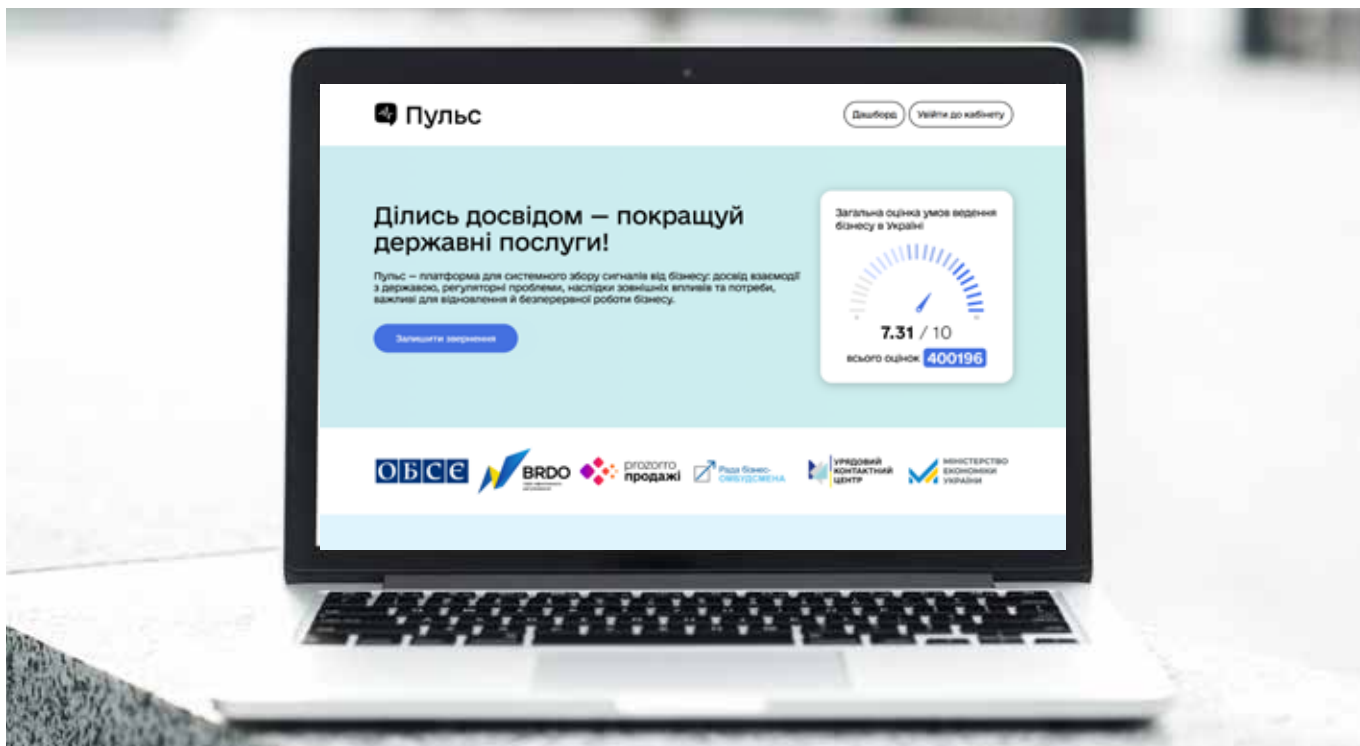 Пульс
Дашборд
Увійти до кабінету
Ділись досвідом — покращуй
державні послуги!
Пульс — платформа для системного збору сигналів від бізнесу: досвід взаємодії
з державою, регуляторні проблеми, наслідки зовнішніх впливів та потреби,
важливі для відновлення й безперервної роботи бізнесу.
Залишити звернення
Загальна оцінка умов ведення
бізнесу в Україні
0
10
7.31 / 10
всього оцінок 400196
ОБСЄ
BRDO
prozorro
продажі
Рада бізнес-
ОМБУДСМЕНА
УРЯДОВИЙ
КОНТАКТНИЙ
ЦЕНТР
МІНІСТЕРСТВО
ЕКОНОМІКИ
УКРАЇНИ